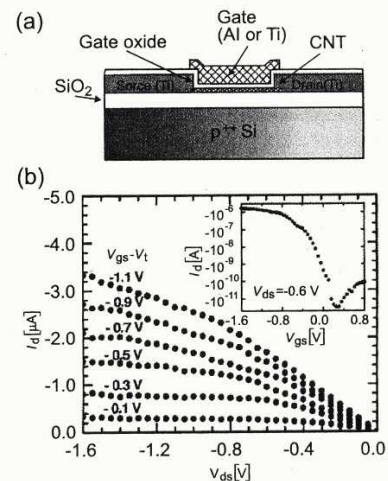 (a)
Gate
(Al or Ti)
Gate oxide
CNT
SiO2
Sorce (Ti)
Drain(Ti)
p++ Si
(b)
-5.0
-4.0
-3.0
-2.0
-1.0
0.0
Id[μA]
Vgs-Vt
-1.1 V
-0.9 V
-0.7 V
-0.5 V
-0.3 V
-0.1 V
-1.6
-1.2
-0.8
-0.4
-0.0
Vds[V]
-10-6
-10-7
-10-8
-10-9
-10-10
-10-11
Id [A]
Vds=-0.6 V
-1.6
-0.8
0.0
0.8
Vgs[V]